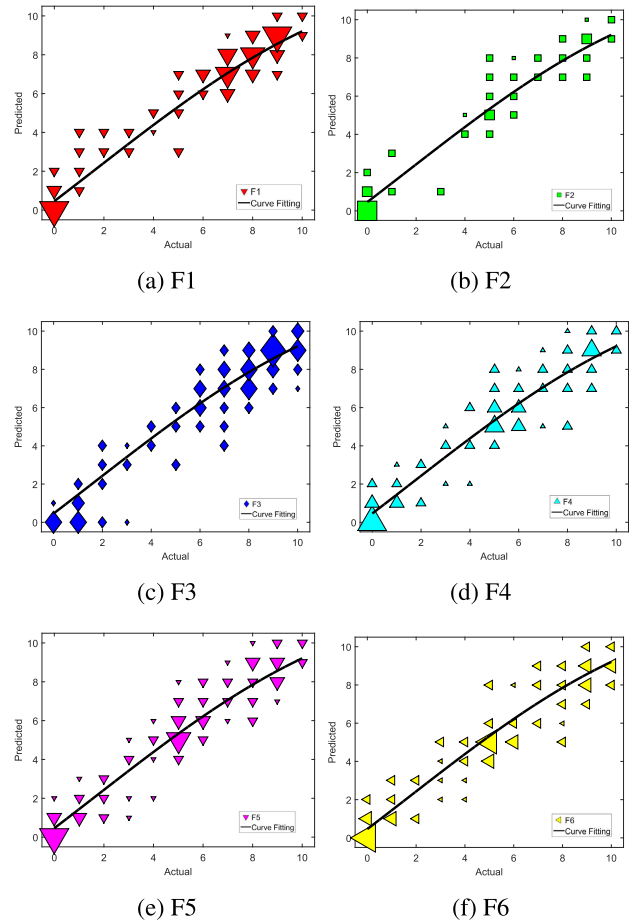 10
8
6
4
2
0
Predicted
0 2 4 6 8 10
Actual
F1
Curve Fitting
(a) F1
10
8
6
4
2
0
Predicted
0 2 4 6 8 10
Actual
F2
Curve Fitting
(b) F2
10
8
6
4
2
0
Predicted
0 2 4 6 8 10
Actual
F3
Curve Fitting
(c) F3
10
8
6
4
2
0
Predicted
0 2 4 6 8 10
Actual
F4
Curve Fitting
(d) F4
10
8
6
4
2
0
Predicted
0 2 4 6 8 10
Actual
F5
Curve Fitting
(e) F5
10
8
6
4
2
0
Predicted
0 2 4 6 8 10
Actual
F6
Curve Fitting
(f) F6